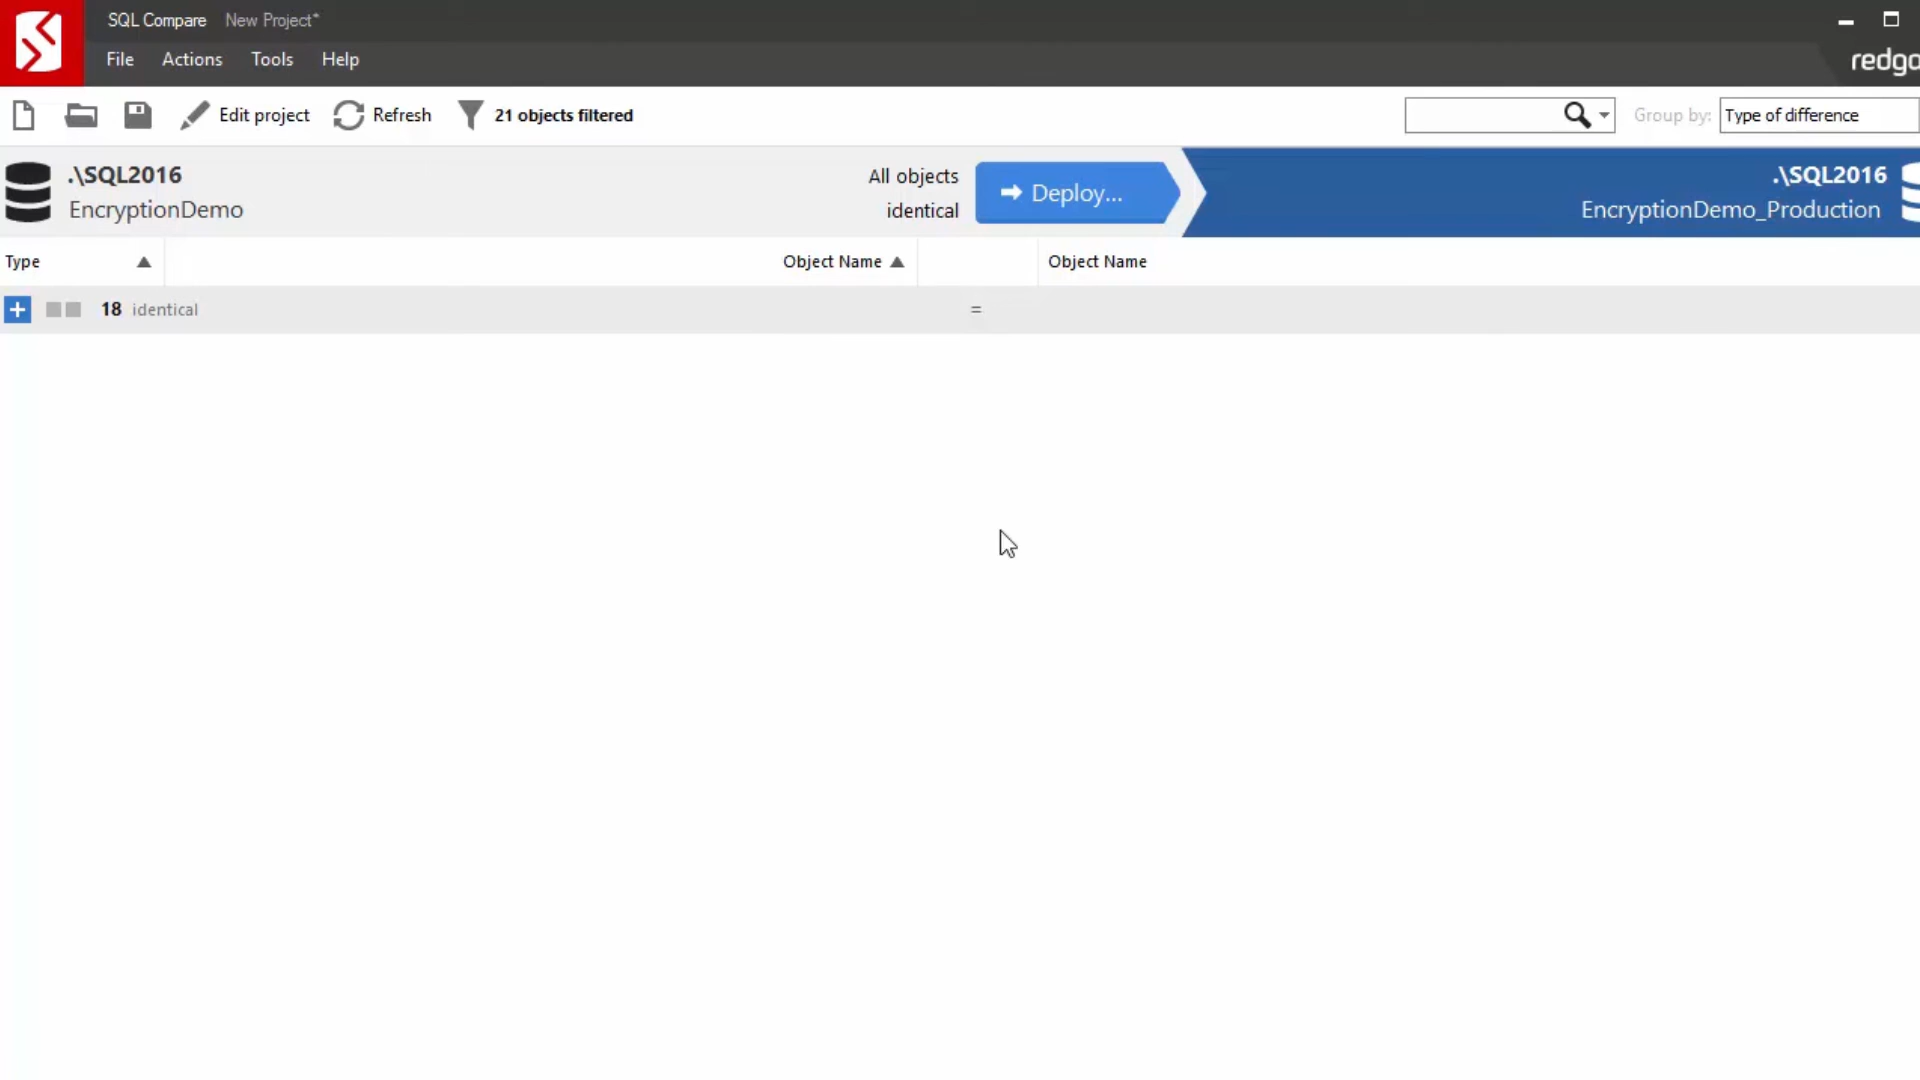 SQL Compare New Project*
File Actions Tools Help
Edit project Refresh 21 objects filtered Group by: Type of difference
.\SQL2016
EncryptionDemo
All objects
identical
Deploy...
.\SQL2016
EncryptionDemo_Production
Type Object Name Object Name
18 identical =